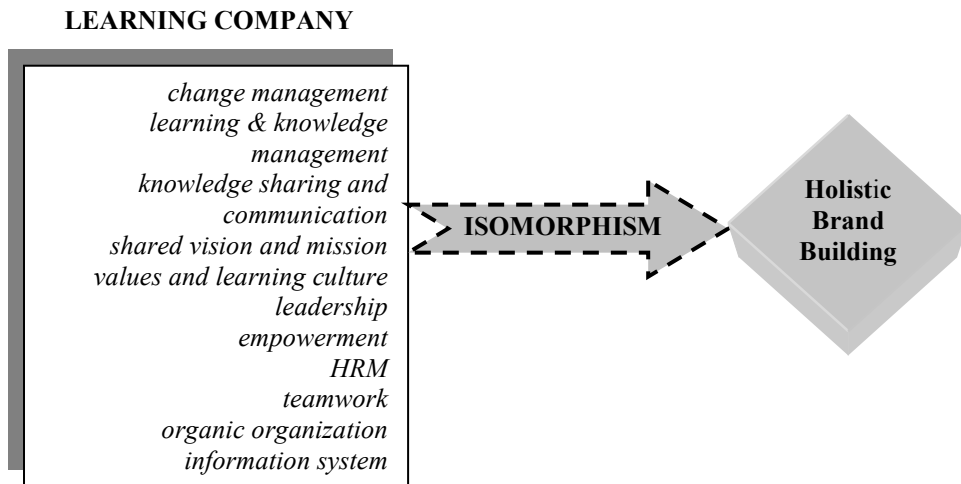 LEARNING COMPANY
change management
learning & knowledge
management
knowledge sharing and
communication
shared vision and mission
values and learning culture
leadership
empowerment
HRM
teamwork
organic organization
information system
ISOMORPHISM
Holistic
Brand
Building